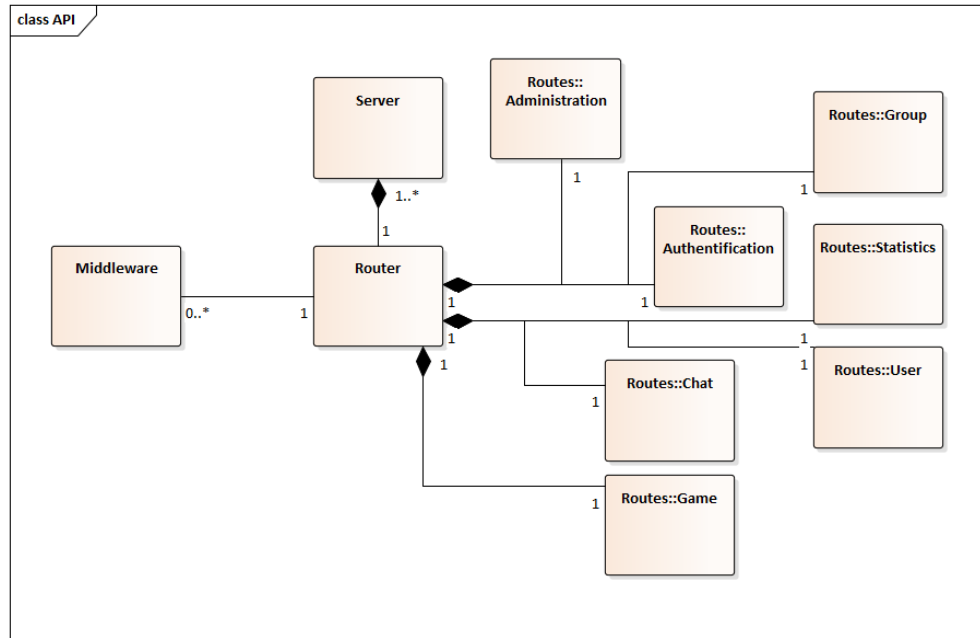 class API
Server
Routes::
Administration
Routes::Group
1..*
1
1
1
Routes::
Authentification
Routes::Statistics
Middleware
Router
0..*
1
1
1
1
1
1
1
Routes::Chat
Routes::User
1
1
Routes::Game